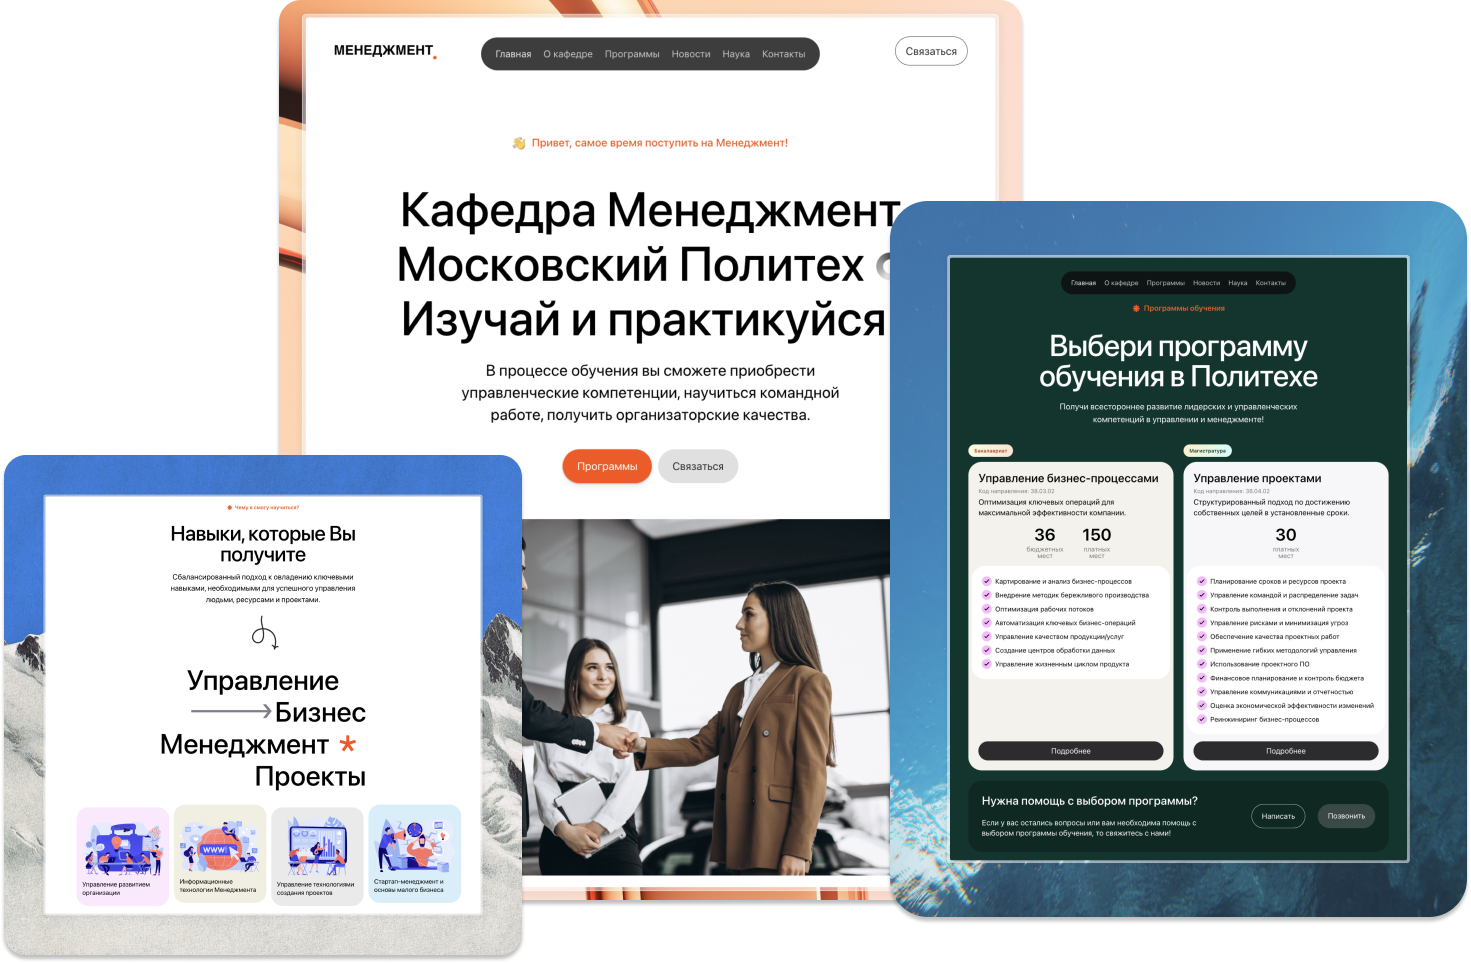 МЕНЕДЖМЕНТ.
Главная О кафедре Программы Новости Наука Контакты
Связаться
👋 Привет, самое время поступить на Менеджмент!
Кафедра Менеджмент
Московский Политех
Изучай и практикуйся
В процессе обучения вы сможете приобрести
управленческие компетенции, научиться командной
работе, получить организаторские качества.
Программы
Связаться
Чему я смогу научиться?
Навыки, которые Вы
получите
Сбалансированный подход к овладению ключевыми
навыками, необходимыми для успешного управления
людьми, ресурсами и проектами.
Управление
Бизнес
Менеджмент *
Проекты
WWW
Управление развитием
организации
Информационные
технологии Менеджмента
Управление технологиями
создания проектов
Стартап-менеджмент и
основы малого бизнеса
Главная О кафедре Программы Новости Наука Контакты
Программы обучения
Выбери программу
обучения в Политехе
Получи всестороннее развитие лидерских и управленческих
компетенций в управлении и менеджменте!
Бакалавриат
Управление бизнес-процессами
Код направления: 38.03.02
Оптимизация ключевых операций для
максимальной эффективности компании.
36 150
бюджетных платных
мест мест
Картирование и анализ бизнес-процессов
Внедрение методик бережливого производства
Оптимизация рабочих потоков
Автоматизация ключевых бизнес-операций
Управление качеством продукции/услуг
Создание центров обработки данных
Управление жизненным циклом продукта
Подробнее
Магистратура
Управление проектами
Код направления: 38.04.02
Структурированный подход по достижению
собственных целей в установленные сроки.
30
платных
мест
Планирование сроков и ресурсов проекта
Управление командой и распределение задач
Контроль выполнения и отклонений проекта
Управление рисками и минимизация угроз
Обеспечение качества проектных работ
Применение гибких методологий управления
Использование проектного ПО
Финансовое планирование и контроль бюджета
Управление коммуникациями и отчетностью
Оценка экономической эффективности изменений
Реинжиниринг бизнес-процессов
Подробнее
Нужна помощь с выбором программы?
Если у вас остались вопросы или вам необходима помощь с
выбором программы обучения, то свяжитесь с нами!
Написать
Позвонить